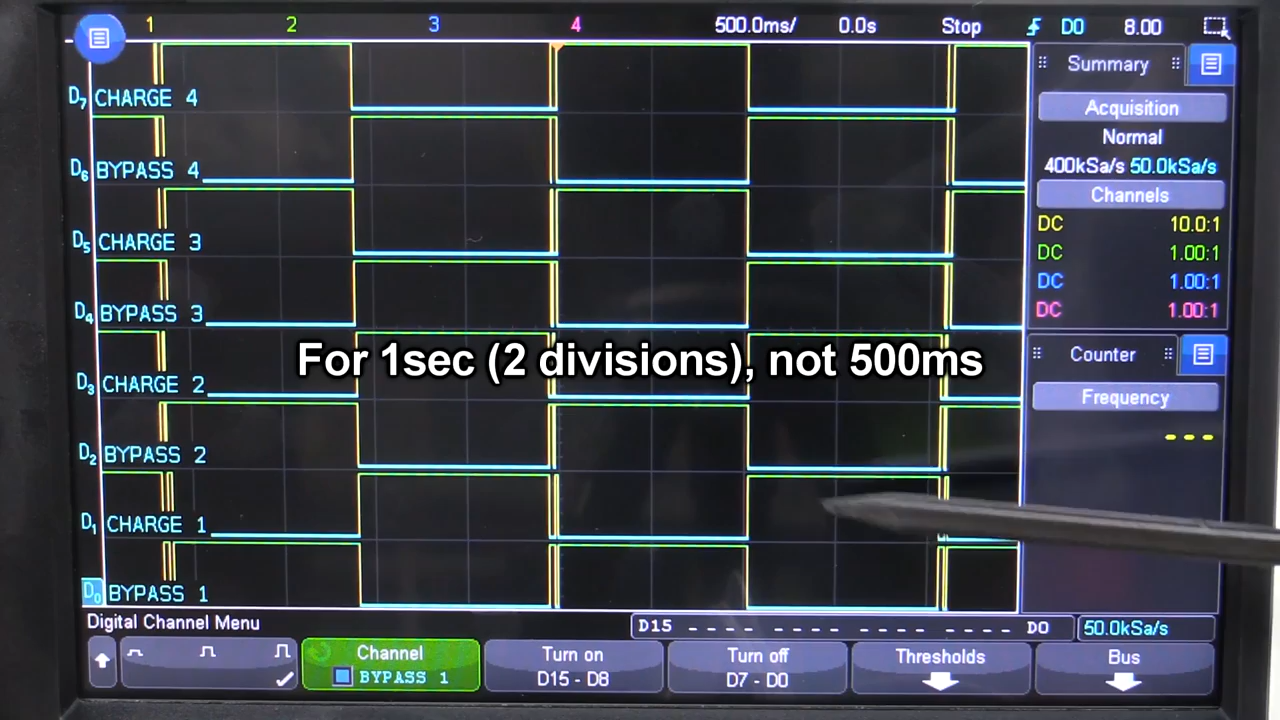 1 2 3 4 500.0ms/ 0.0s Stop D0 8.00
Summary
Acquisition
Normal
400kSa/s 50.0kSa/s
Channels
DC 10.0:1
DC 1.00:1
DC 1.00:1
DC 1.00:1
Counter
Frequency
---
D7 CHARGE 4
D6 BYPASS 4
D5 CHARGE 3
D4 BYPASS 3
For 1sec (2 divisions), not 500ms
D3 CHARGE 2
D2 BYPASS 2
D1 CHARGE 1
D0 BYPASS 1
Digital Channel Menu
D15 - - - - - - - - - - - - D0 50.0kSa/s
Channel
BYPASS 1
Turn on
D15 - D8
Turn off
D7 - D0
Thresholds
Bus